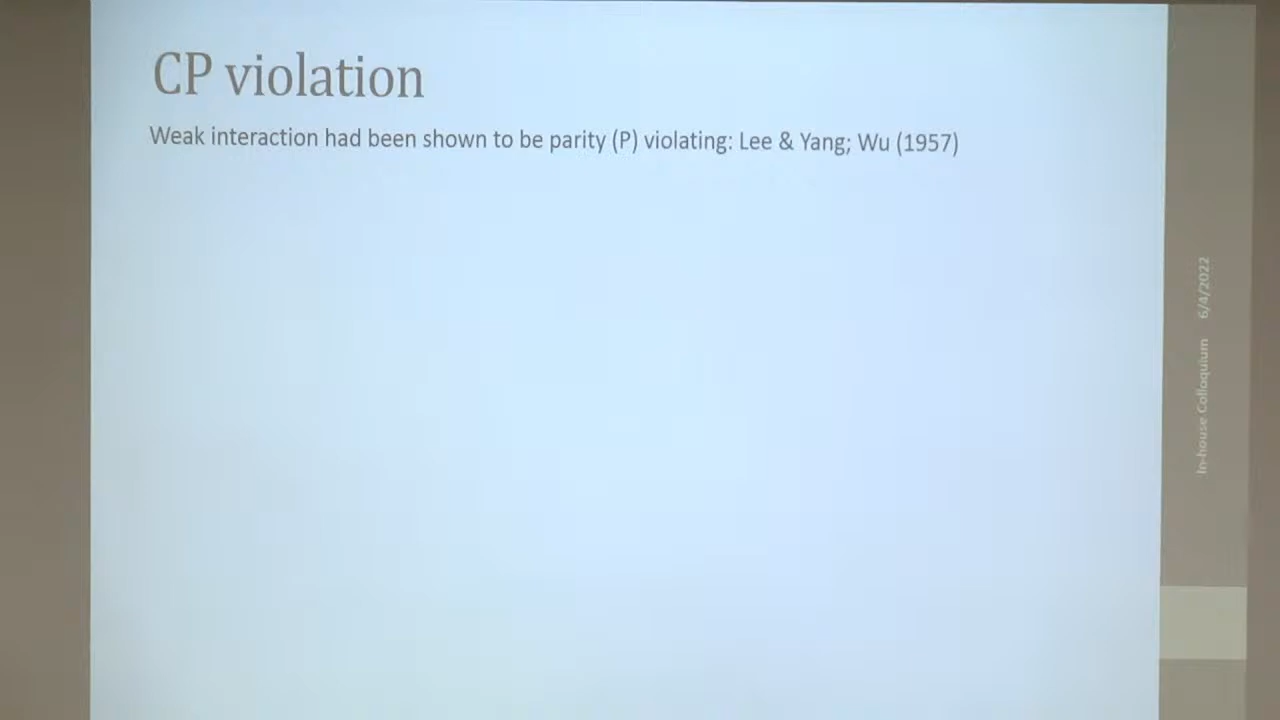 CP violation
Weak interaction had been shown to be parity (P) violating: Lee & Yang; Wu (1957)
In-house Colloquium 6/4/2022